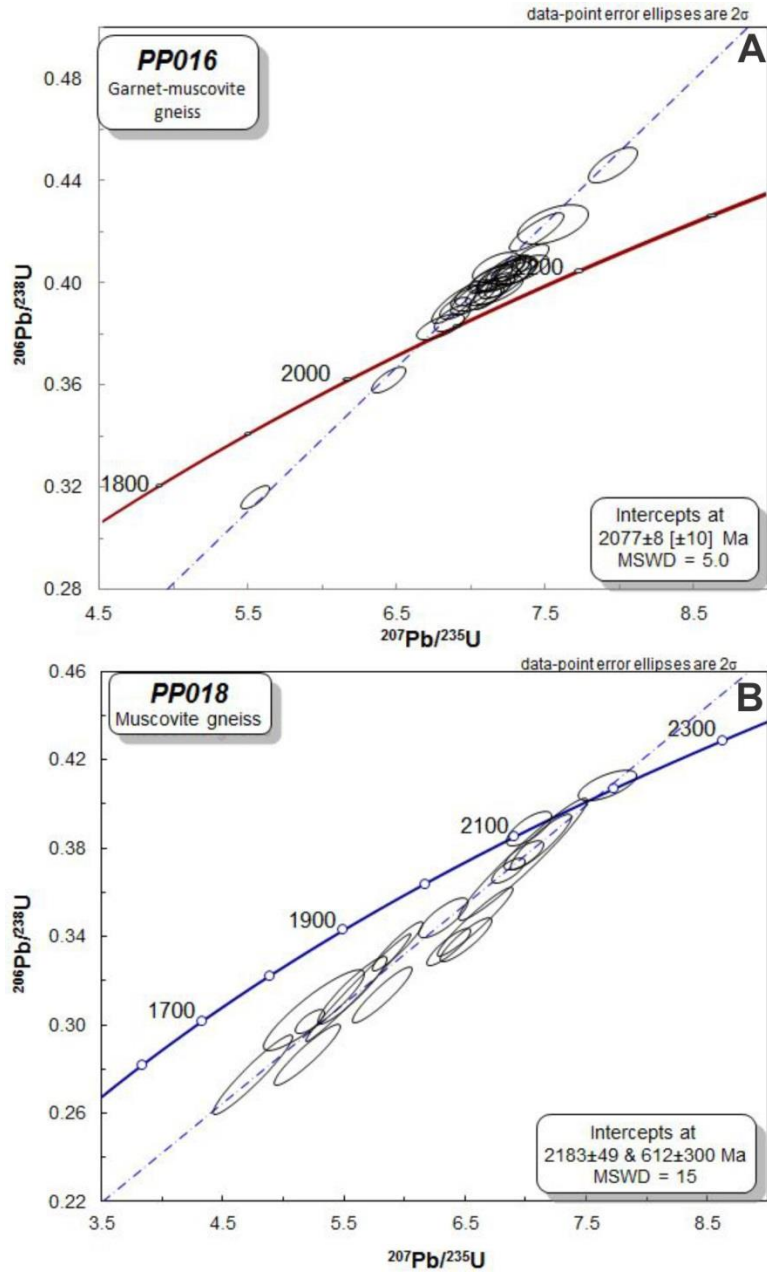 data-point error ellipses are 2σ
A
PP016
Garnet-muscovite
gneiss
0.48
0.44
0.40
0.36
0.32
0.28
²⁰⁶Pb/²³⁸U
2000
1800
Intercepts at
2077±8 [±10] Ma
MSWD = 5.0
4.5
5.5
6.5
7.5
8.5
²⁰⁷Pb/²³⁵U
data-point error ellipses are 2σ
B
PP018
Muscovite gneiss
0.46
0.42
0.38
0.34
0.30
0.26
0.22
²⁰⁶Pb/²³⁸U
2300
2100
1900
1700
Intercepts at
2183±49 & 612±300 Ma
MSWD = 15
3.5
4.5
5.5
6.5
7.5
8.5
²⁰⁷Pb/²³⁵U